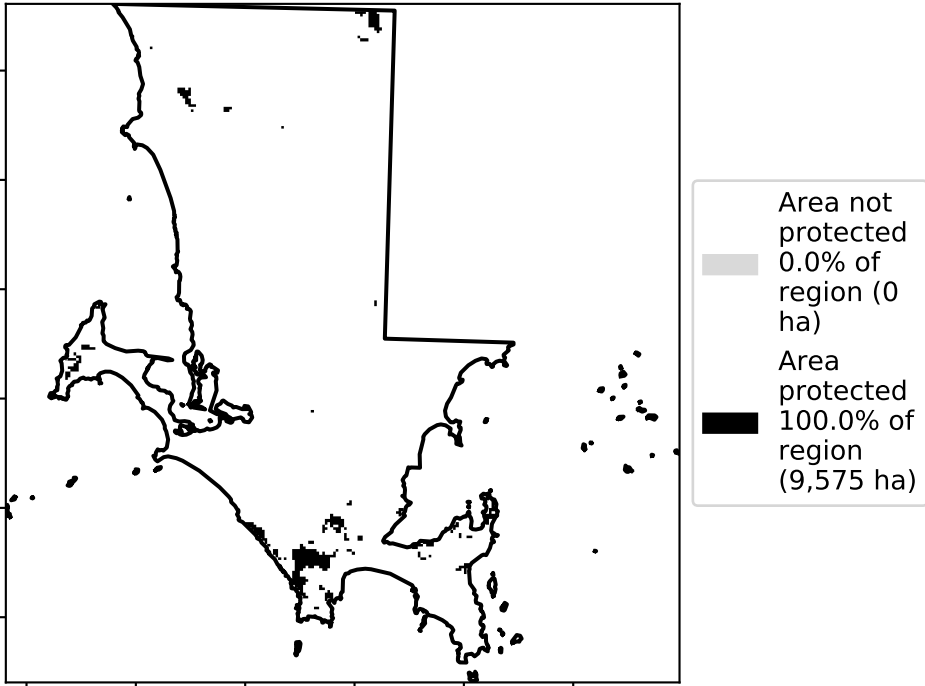 Area not
protected
0.0% of
region (0
ha)
Area
protected
100.0% of
region
(9,575 ha)